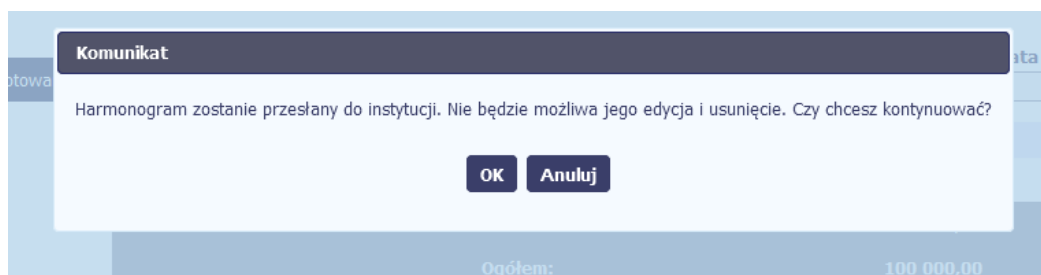 Komunikat
Harmonogram zostanie przesłany do instytucji. Nie będzie możliwa jego edycja i usunięcie. Czy chcesz kontynuować?
OK Anuluj
Ogółem: 100 000,00